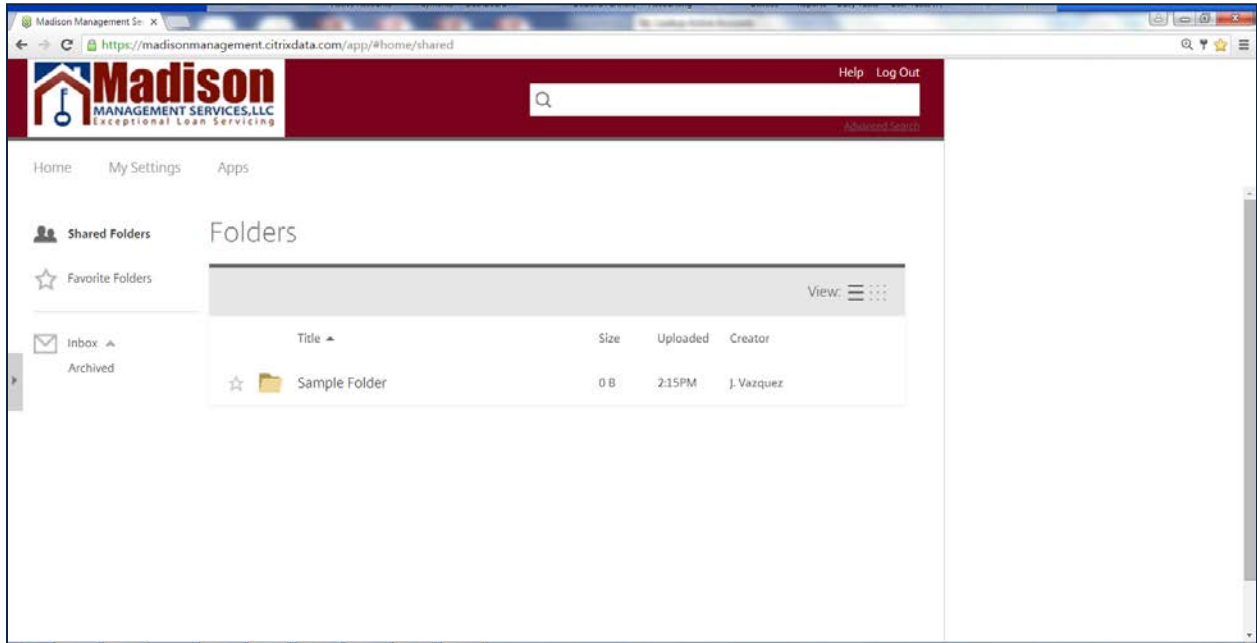 Madison Management Se
https://madisonmanagement.citrixdata.com/app/#home/shared
Madison
MANAGEMENT SERVICES,LLC
Exceptional Loan Servicing
Help Log Out
Advanced Search
Home My Settings Apps
Shared Folders
Favorite Folders
Inbox
Archived
Folders
View:
Title Size Uploaded Creator
Sample Folder 0 B 2:15PM J. Vazquez